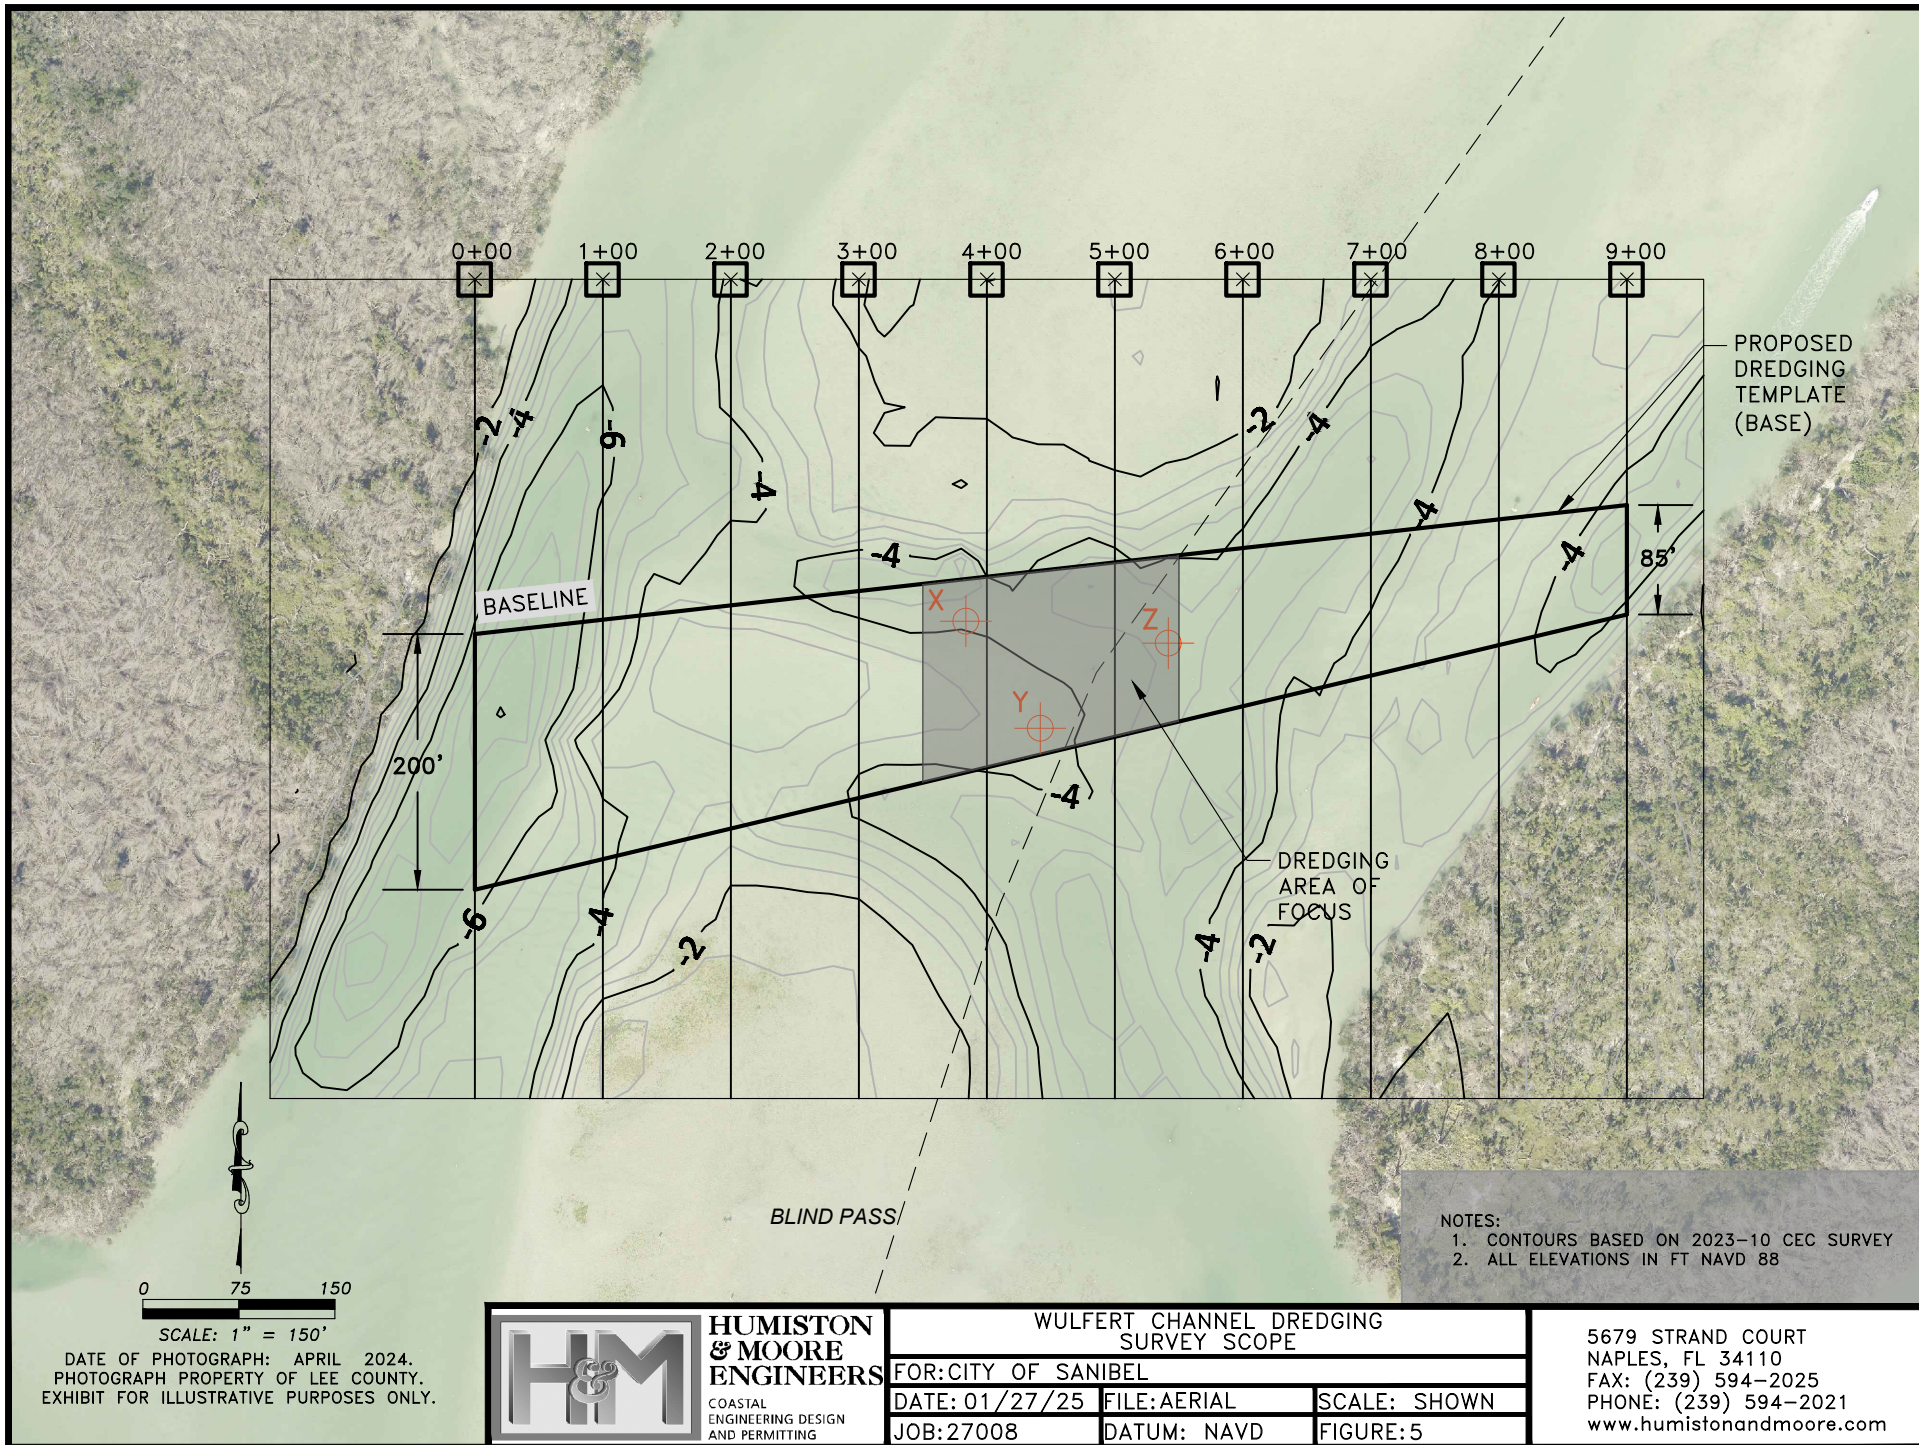 0+00 1+00 2+00 3+00 4+00 5+00 6+00 7+00 8+00 9+00
PROPOSED
DREDGING
TEMPLATE
(BASE)
-2
-4
-6
-4
-2
-4
-4
-4
-4
85'
BASELINE
X
Z
Y
200'
-4
DREDGING
AREA OF
FOCUS
-6
-4
-2
-4
-2
BLIND PASS
NOTES:
1. CONTOURS BASED ON 2023-10 CEC SURVEY
2. ALL ELEVATIONS IN FT NAVD 88
0 75 150
SCALE: 1" = 150'
DATE OF PHOTOGRAPH: APRIL 2024.
PHOTOGRAPH PROPERTY OF LEE COUNTY.
EXHIBIT FOR ILLUSTRATIVE PURPOSES ONLY.
H&M
HUMISTON
& MOORE
ENGINEERS
COASTAL
ENGINEERING DESIGN
AND PERMITTING
WULFERT CHANNEL DREDGING
SURVEY SCOPE
FOR: CITY OF SANIBEL
DATE: 01/27/25 FILE: AERIAL SCALE: SHOWN
JOB: 27008 DATUM: NAVD FIGURE: 5
5679 STRAND COURT
NAPLES, FL 34110
FAX: (239) 594-2025
PHONE: (239) 594-2021
www.humistonandmoore.com